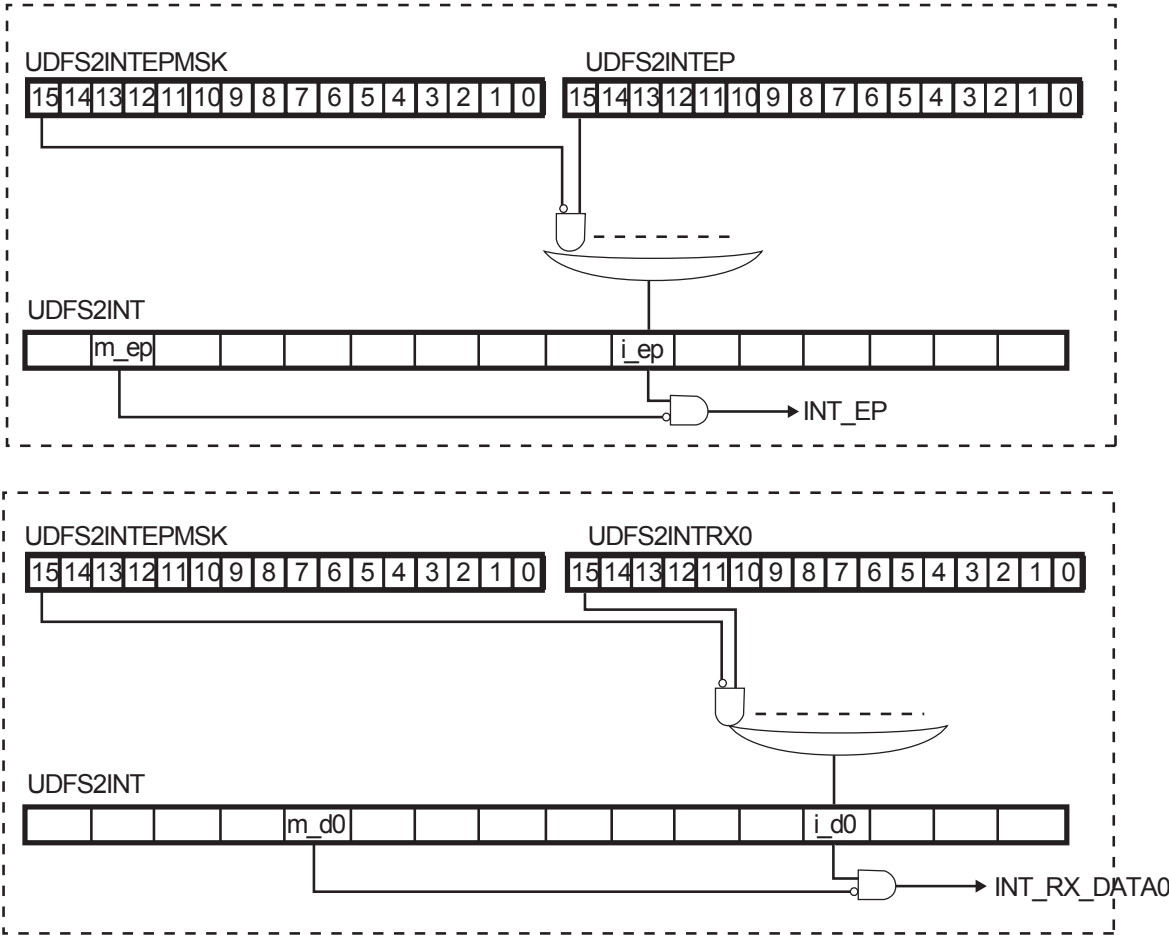 UDFS2INTEPMSK UDFS2INTEP
15 14 13 12 11 10 9 8 7 6 5 4 3 2 1 0 15 14 13 12 11 10 9 8 7 6 5 4 3 2 1 0
UDFS2INT
m_ep i_ep
INT_EP
UDFS2INTEPMSK UDFS2INTRX0
15 14 13 12 11 10 9 8 7 6 5 4 3 2 1 0 15 14 13 12 11 10 9 8 7 6 5 4 3 2 1 0
UDFS2INT
m_d0 i_d0
INT_RX_DATA0